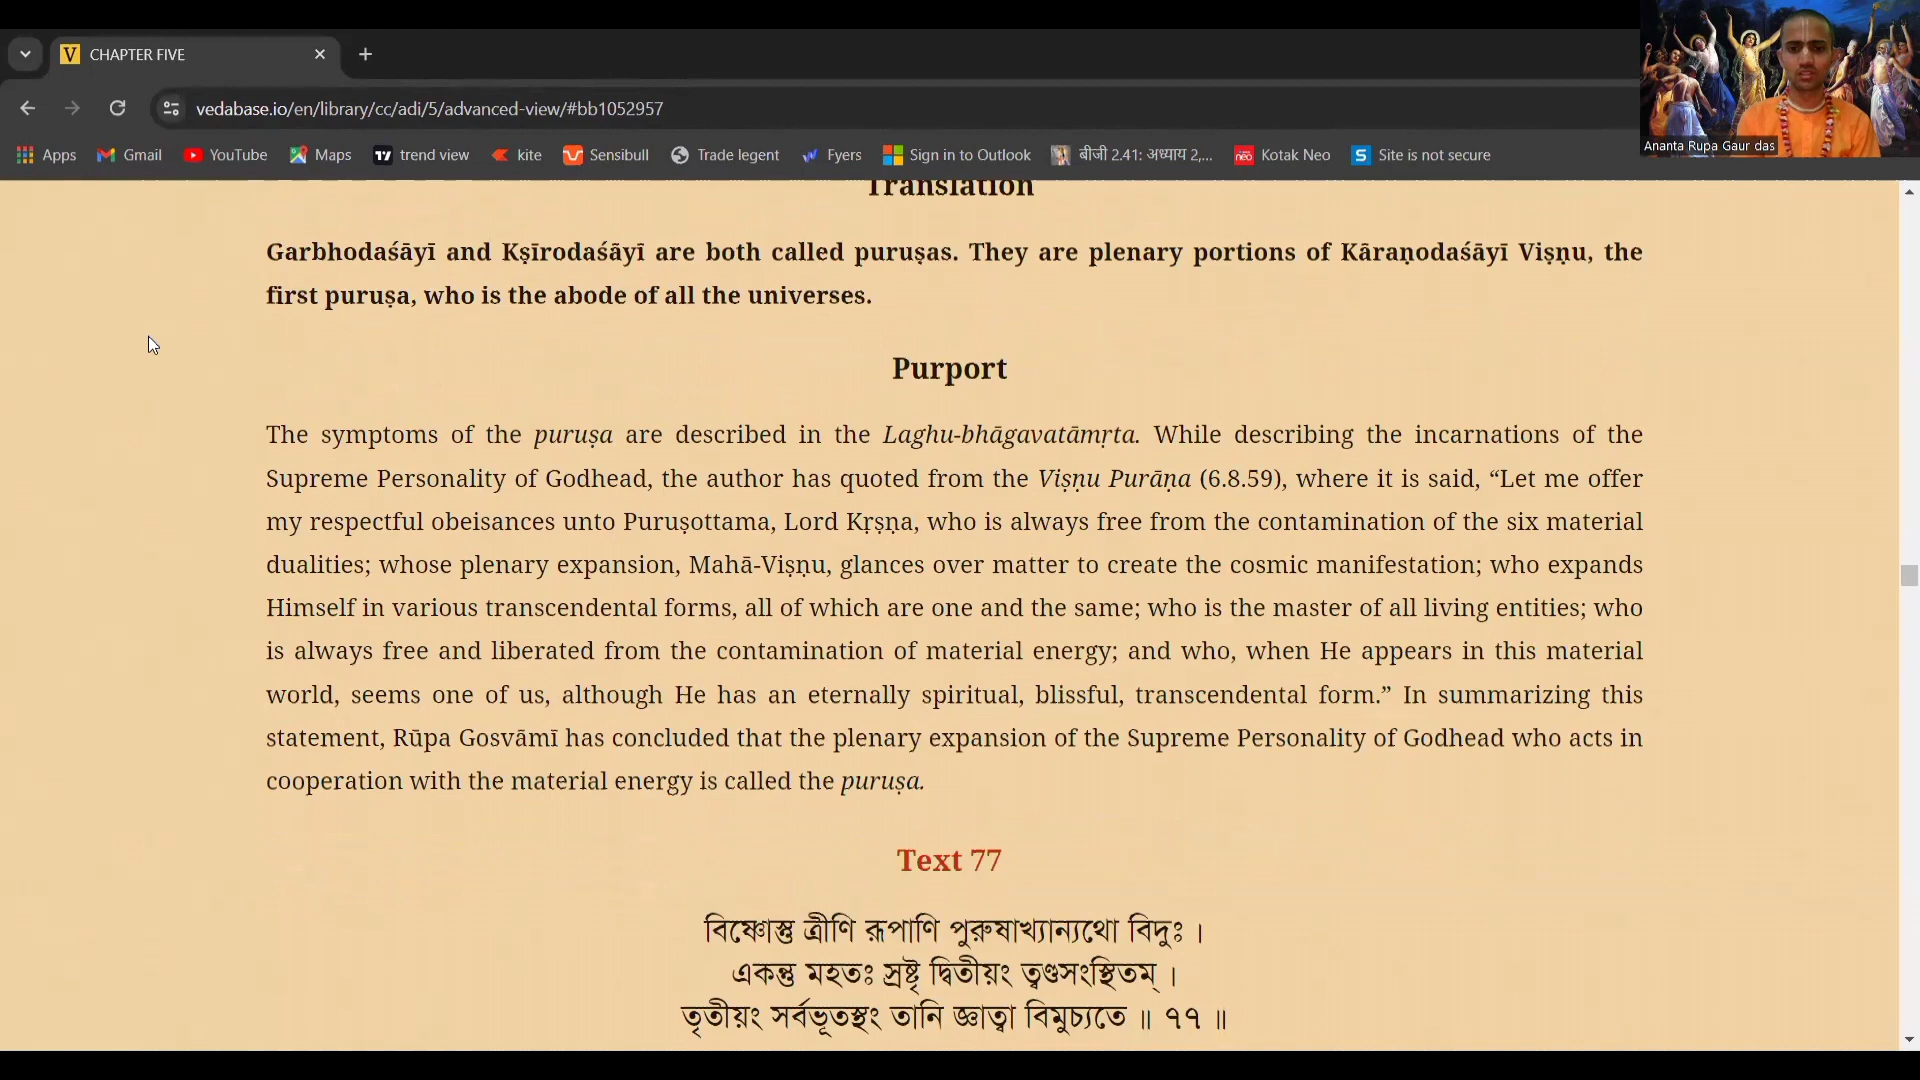 CHAPTER FIVE
vedabase.io/en/library/cc/adi/5/advanced-view/#bb1052957
Apps Gmail YouTube Maps trend view kite Sensibull Trade legent Fyers Sign in to Outlook बीजी 2.41: अध्याय 2,... Kotak Neo Site is not secure
Ananta Rupa Gaur das
Translation
Garbhodaśāyī and Kṣīrodaśāyī are both called puruṣas. They are plenary portions of Kāraṇodaśāyī Viṣṇu, the
first puruṣa, who is the abode of all the universes.
Purport
The symptoms of the puruṣa are described in the Laghu-bhāgavatāmṛta. While describing the incarnations of the
Supreme Personality of Godhead, the author has quoted from the Viṣṇu Purāṇa (6.8.59), where it is said, “Let me offer
my respectful obeisances unto Puruṣottama, Lord Kṛṣṇa, who is always free from the contamination of the six material
dualities; whose plenary expansion, Mahā-Viṣṇu, glances over matter to create the cosmic manifestation; who expands
Himself in various transcendental forms, all of which are one and the same; who is the master of all living entities; who
is always free and liberated from the contamination of material energy; and who, when He appears in this material
world, seems one of us, although He has an eternally spiritual, blissful, transcendental form.” In summarizing this
statement, Rūpa Gosvāmī has concluded that the plenary expansion of the Supreme Personality of Godhead who acts in
cooperation with the material energy is called the puruṣa.
Text 77
বিষ্ণোস্তু ত্রীণি রূপাণি পুরুষাখ্যান্যথো বিদুঃ ।
একন্তু মহতঃ স্রষ্টৃ দ্বিতীয়ং ত্বণ্ডসংস্থিতম্ ।
তৃতীয়ং সর্বভূতস্থং তানি জ্ঞাত্বা বিমুচ্যতে ॥ ৭৭ ॥